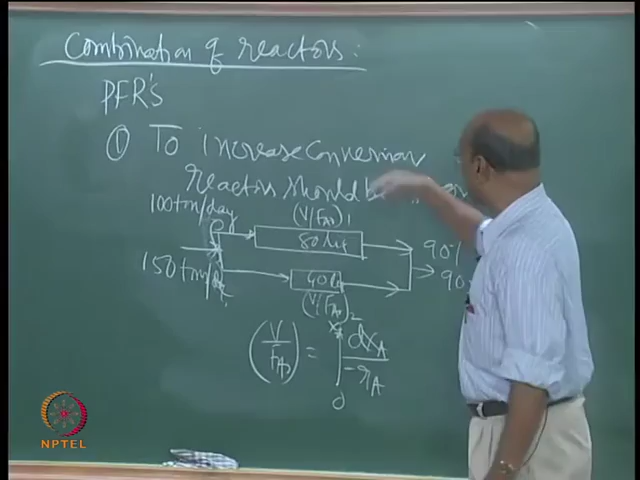 Combination of reactors:
PFR's
① To increase conversion
reactors should be
100 ton/day (V/FA0)1
80 lit 90%
150 ton/day 40 lit 90
(V/FA0)2
(V/FA0) = ∫0^xA dxA/-rA
NPTEL